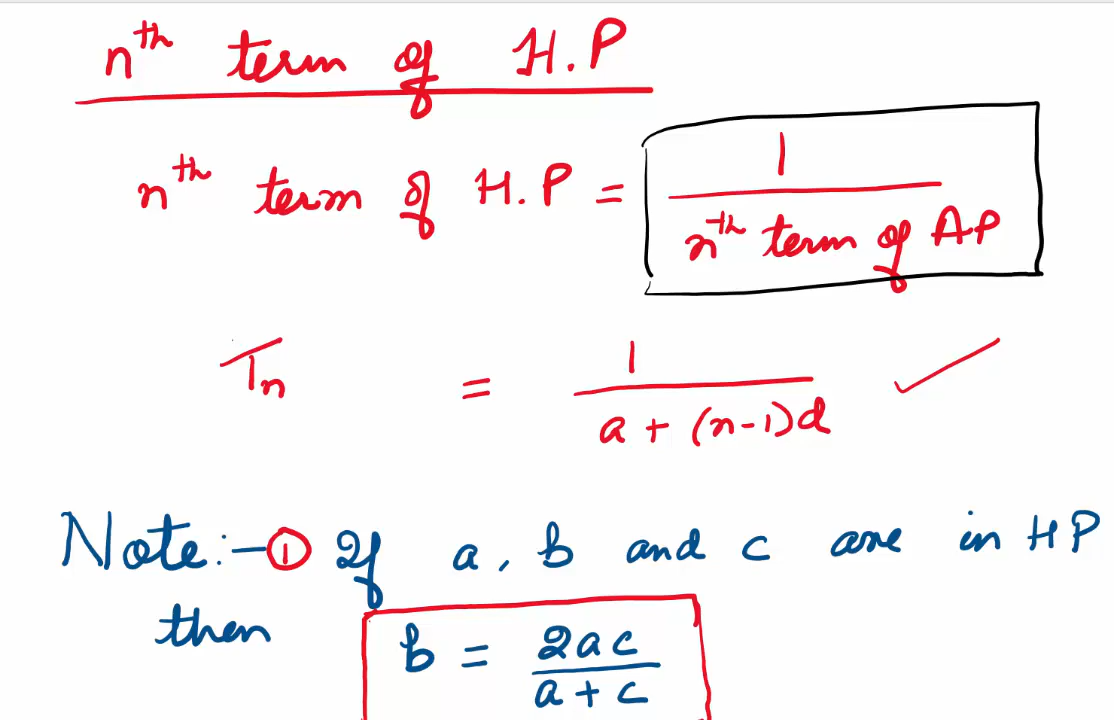 nth term of H.P
nth term of H.P = 1 / nth term of AP
Tn = 1 / a + (n-1)d
Note:- ① If a, b and c are in HP
then b = 2ac / a + c